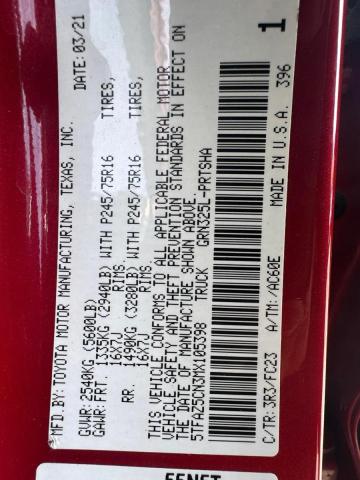 MFD.BY: TOYOTA MOTOR MANUFACTURING, TEXAS, INC. DATE: 03/21
GVWR: 2540KG (5600LB)
GAWR: FRT. 1335KG (2940LB) WITH P245/75R16 TIRES,
16X7J RIMS
RR. 1490KG (3280LB) WITH P245/75R16 TIRES,
16X7J RIMS
THIS VEHICLE CONFORMS TO ALL APPLICABLE FEDERAL MOTOR
VEHICLE SAFETY AND THEFT PREVENTION STANDARDS IN EFFECT ON
DATE OF MANUFACTURE SHOWN ABOVE.
5TFAZ5CN3MX105398 TRUCK GRN325L-PRTSHA
C/TR: 3R3/FC23 A/TM: /AC60E MADE IN U.S.A. 396
1